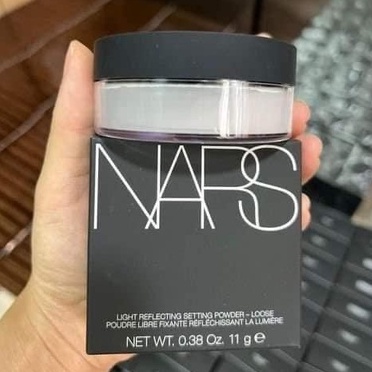 NARS
LIGHT REFLECTING SETTING POWDER – LOOSE
POUDRE LIBRE FIXANTE RÉFLÉCHISSANT LA LUMIÈRE
NET WT. 0.38 Oz. 11 g ℮